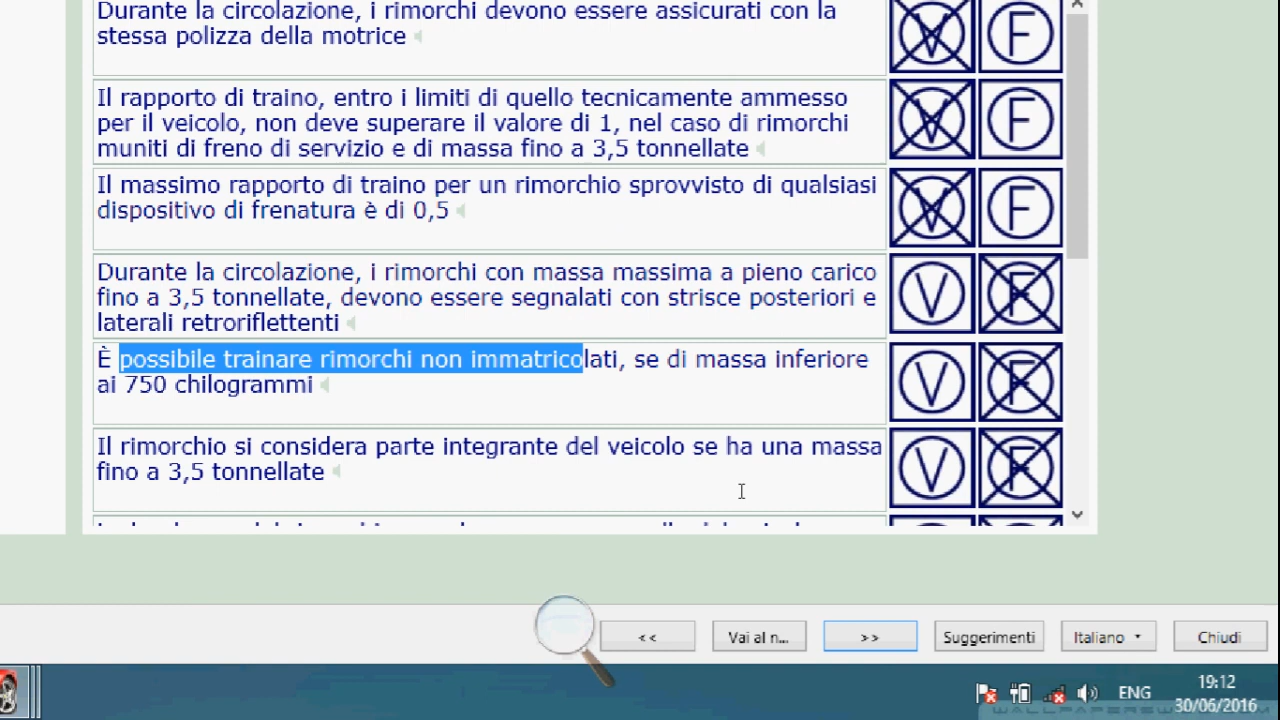 Durante la circolazione, i rimorchi devono essere assicurati con la
stessa polizza della motrice
V F
Il rapporto di traino, entro i limiti di quello tecnicamente ammesso
per il veicolo, non deve superare il valore di 1, nel caso di rimorchi
muniti di freno di servizio e di massa fino a 3,5 tonnellate
V F
Il massimo rapporto di traino per un rimorchio sprovvisto di qualsiasi
dispositivo di frenatura è di 0,5
V F
Durante la circolazione, i rimorchi con massa massima a pieno carico
fino a 3,5 tonnellate, devono essere segnalati con strisce posteriori e
laterali retroriflettenti
V F
È possibile trainare rimorchi non immatricolati, se di massa inferiore
ai 750 chilogrammi
V F
Il rimorchio si considera parte integrante del veicolo se ha una massa
fino a 3,5 tonnellate
V F
<< Vai al n... >> Suggerimenti Italiano Chiudi
ENG 19:12
30/06/2016